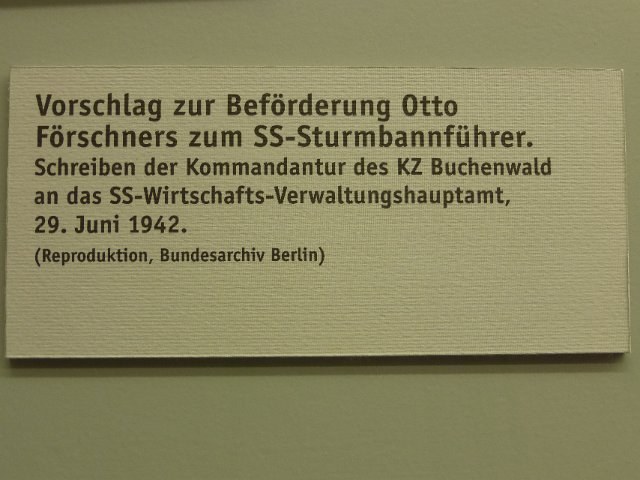 Vorschlag zur Beförderung Otto
Förschners zum SS-Sturmbannführer.
Schreiben der Kommandantur des KZ Buchenwald
an das SS-Wirtschafts-Verwaltungshauptamt,
29. Juni 1942.
(Reproduktion, Bundesarchiv Berlin)